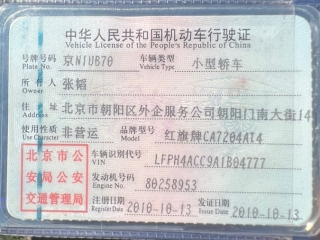 中华人民共和国机动车行驶证
Vehicle License of the People's Republic of China
号牌号码 京N1U870 车辆类型 小型轿车
Plate No. Vehicle Type
所有人 张韬
Owner
住址 北京市朝阳区外企服务公司朝阳门南大街14
Address
使用性质 非营运 品牌型号 红旗牌CA7204AT4
Use Character Model
北京市公 车辆识别代号 LFPH4ACC9A1B04777
安局公安 VIN
交通管理局 发动机号码 80258953
Engine No.
注册日期 2010-10-13 发证日期 2010-10-13
Register Date Issue Date